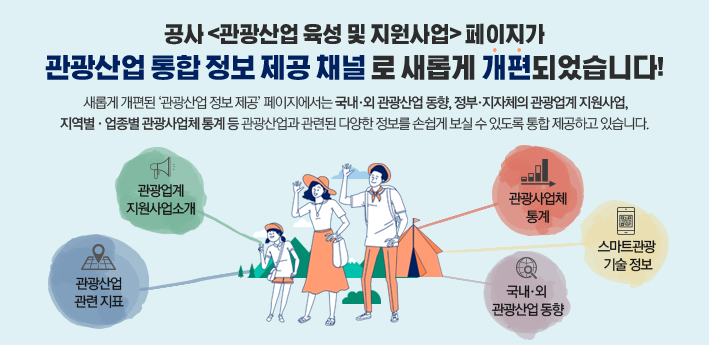 공사 <관광산업 육성 및 지원사업> 페이지가
관광산업 통합 정보 제공 채널 로 새롭게 개편되었습니다!
새롭게 개편된 ‘관광산업 정보 제공’ 페이지에서는 국내·외 관광산업 동향, 정부·지자체의 관광업계 지원사업,
지역별 · 업종별 관광사업체 통계 등 관광산업과 관련된 다양한 정보를 손쉽게 보실 수 있도록 통합 제공하고 있습니다.
관광업계
지원사업소개
관광사업체
통계
관광산업
관련 지표
스마트관광
기술 정보
국내·외
관광산업 동향